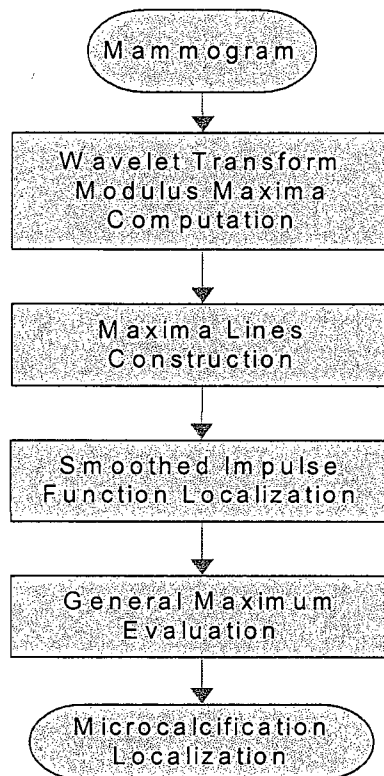 Mammogram
Wavelet Transform
Modulus Maxima
Computation
Maxima Lines
Construction
Smoothed Impulse
Function Localization
General Maximum
Evaluation
Microcalcification
Localization